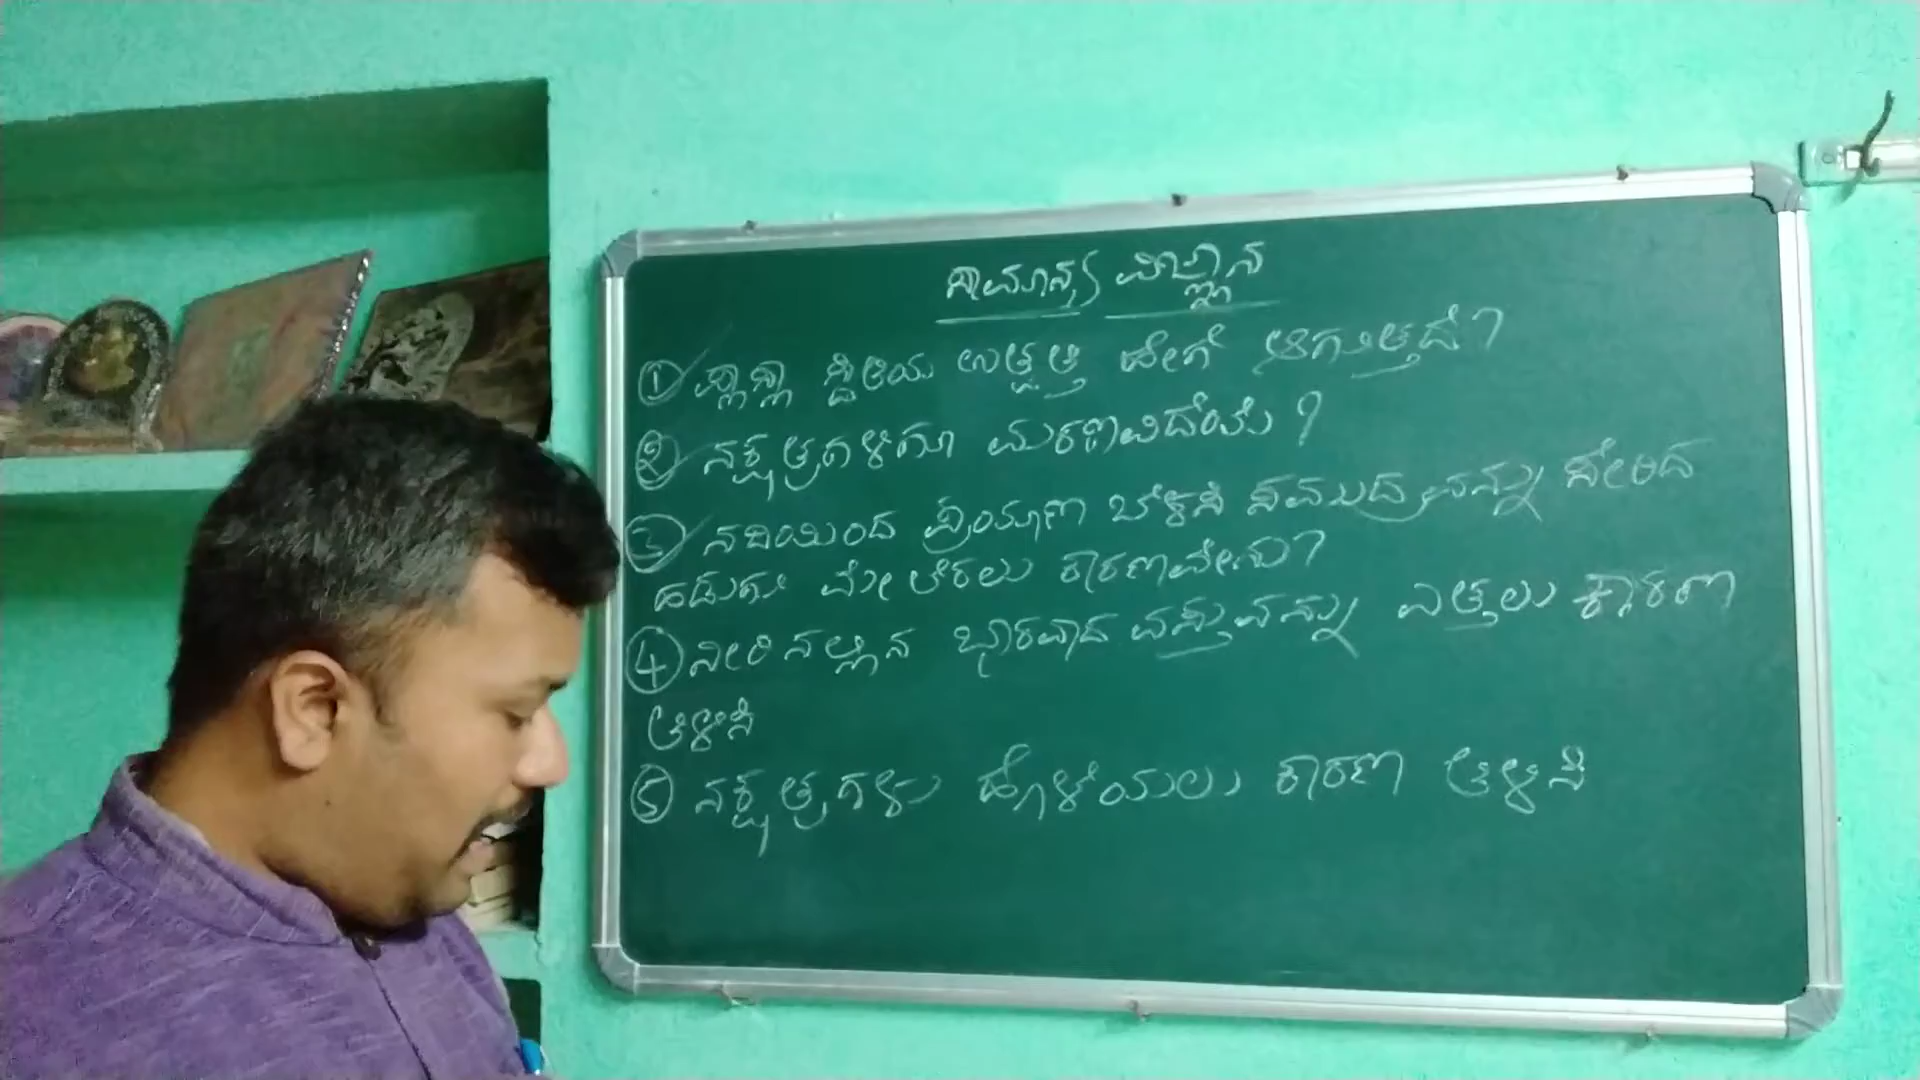 ಸಾಮಾನ್ಯ ವಿಜ್ಞಾನ
① ಪ್ಲಾಸ್ಮಾ ಸ್ಥಿತಿಯ ಉತ್ಪತ್ತಿ ಹೇಗೆ ಆಗುತ್ತದೆ?
② ನಕ್ಷತ್ರಗಳಿಗೂ ಮರಣವಿದೆಯೆ?
③ ನದಿಯಿಂದ ಪ್ರಯಾಣ ಬೆಳಸಿ ಸಮುದ್ರವನ್ನು ಸೇರಿದ
ಹಡುಗು ಮೇಲೇರಲು ಕಾರಣವೇನು?
④ ನೀರಿನಲ್ಲಿನ ಭಾರವಾದ ವಸ್ತುವನ್ನು ಎತ್ತಲು ಕಾರಣ
ತಿಳಿಸಿ
⑤ ನಕ್ಷತ್ರಗಳು ಹೊಳೆಯಲು ಕಾರಣ ತಿಳಿಸಿ